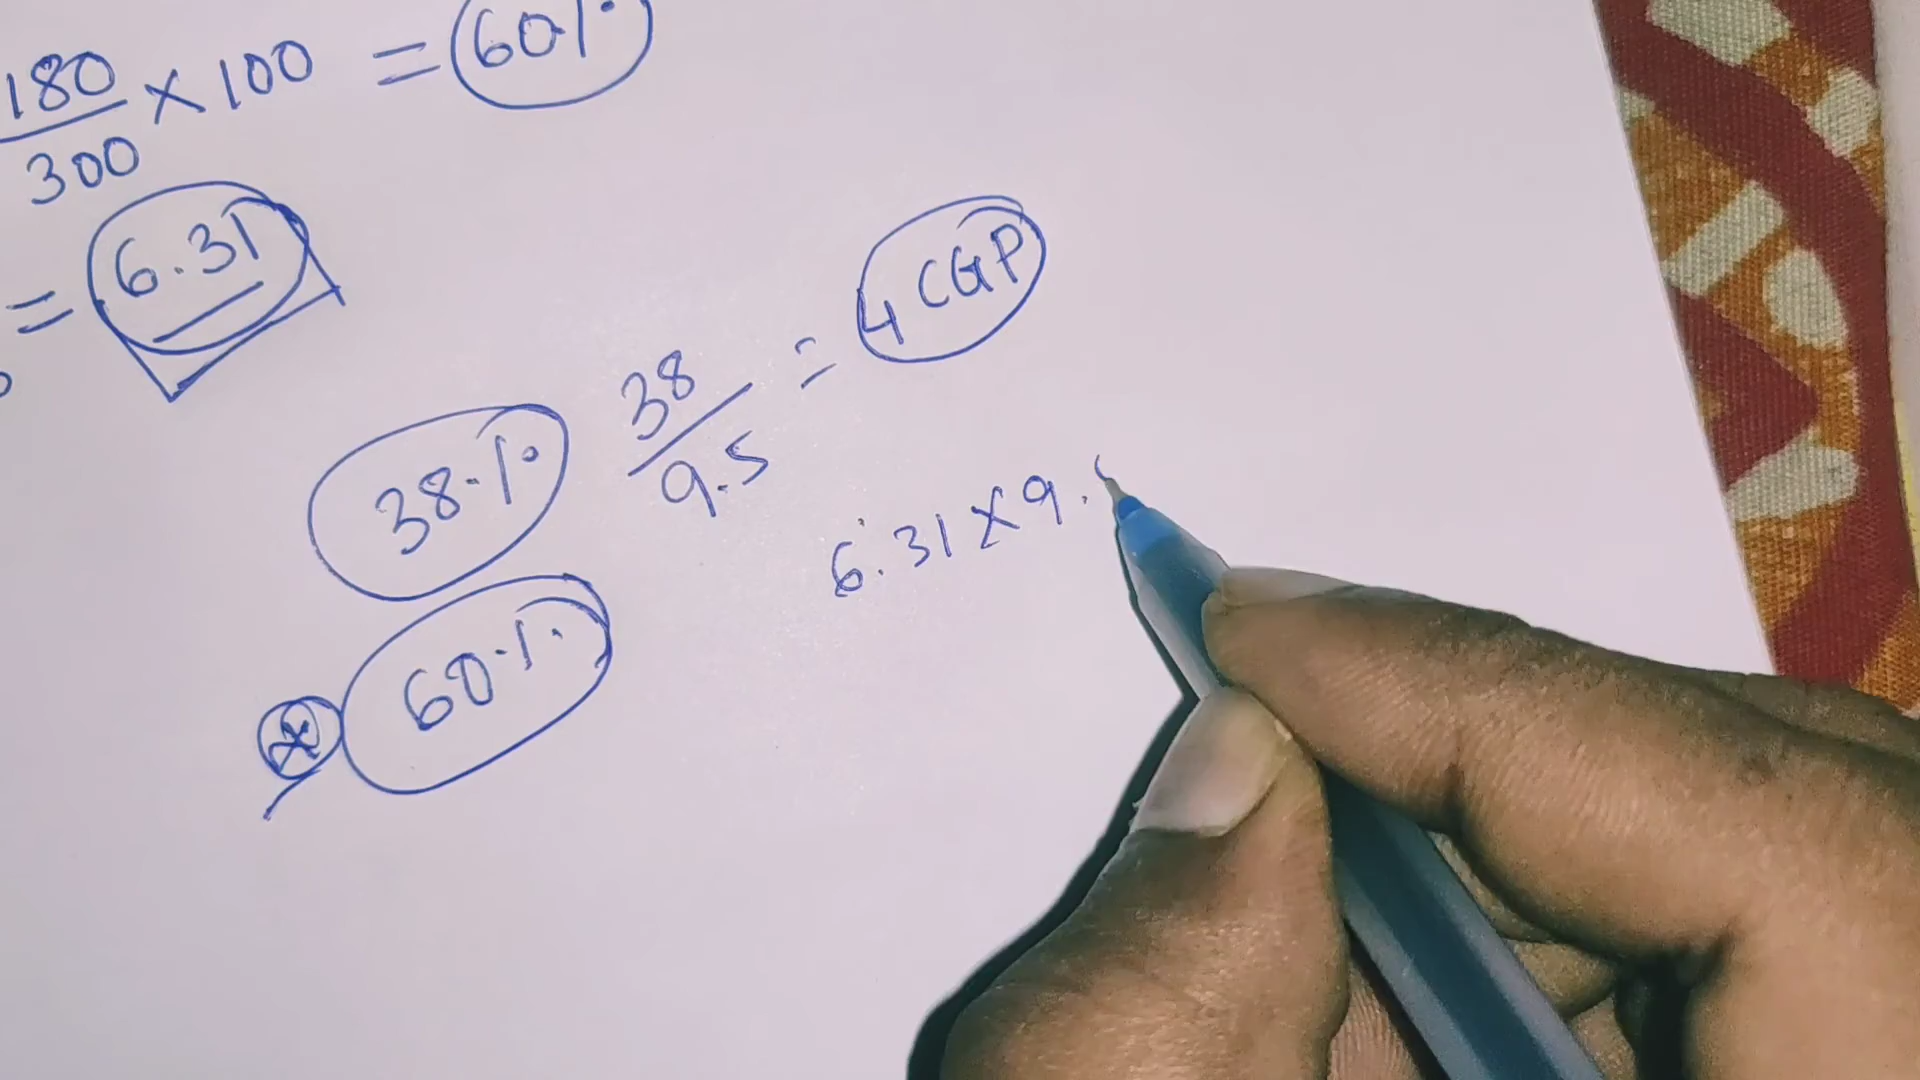 180/300 × 100 = 60%
= 6.31
38% 38/9.5 = 4 CGP
6.31 × 9.
60%